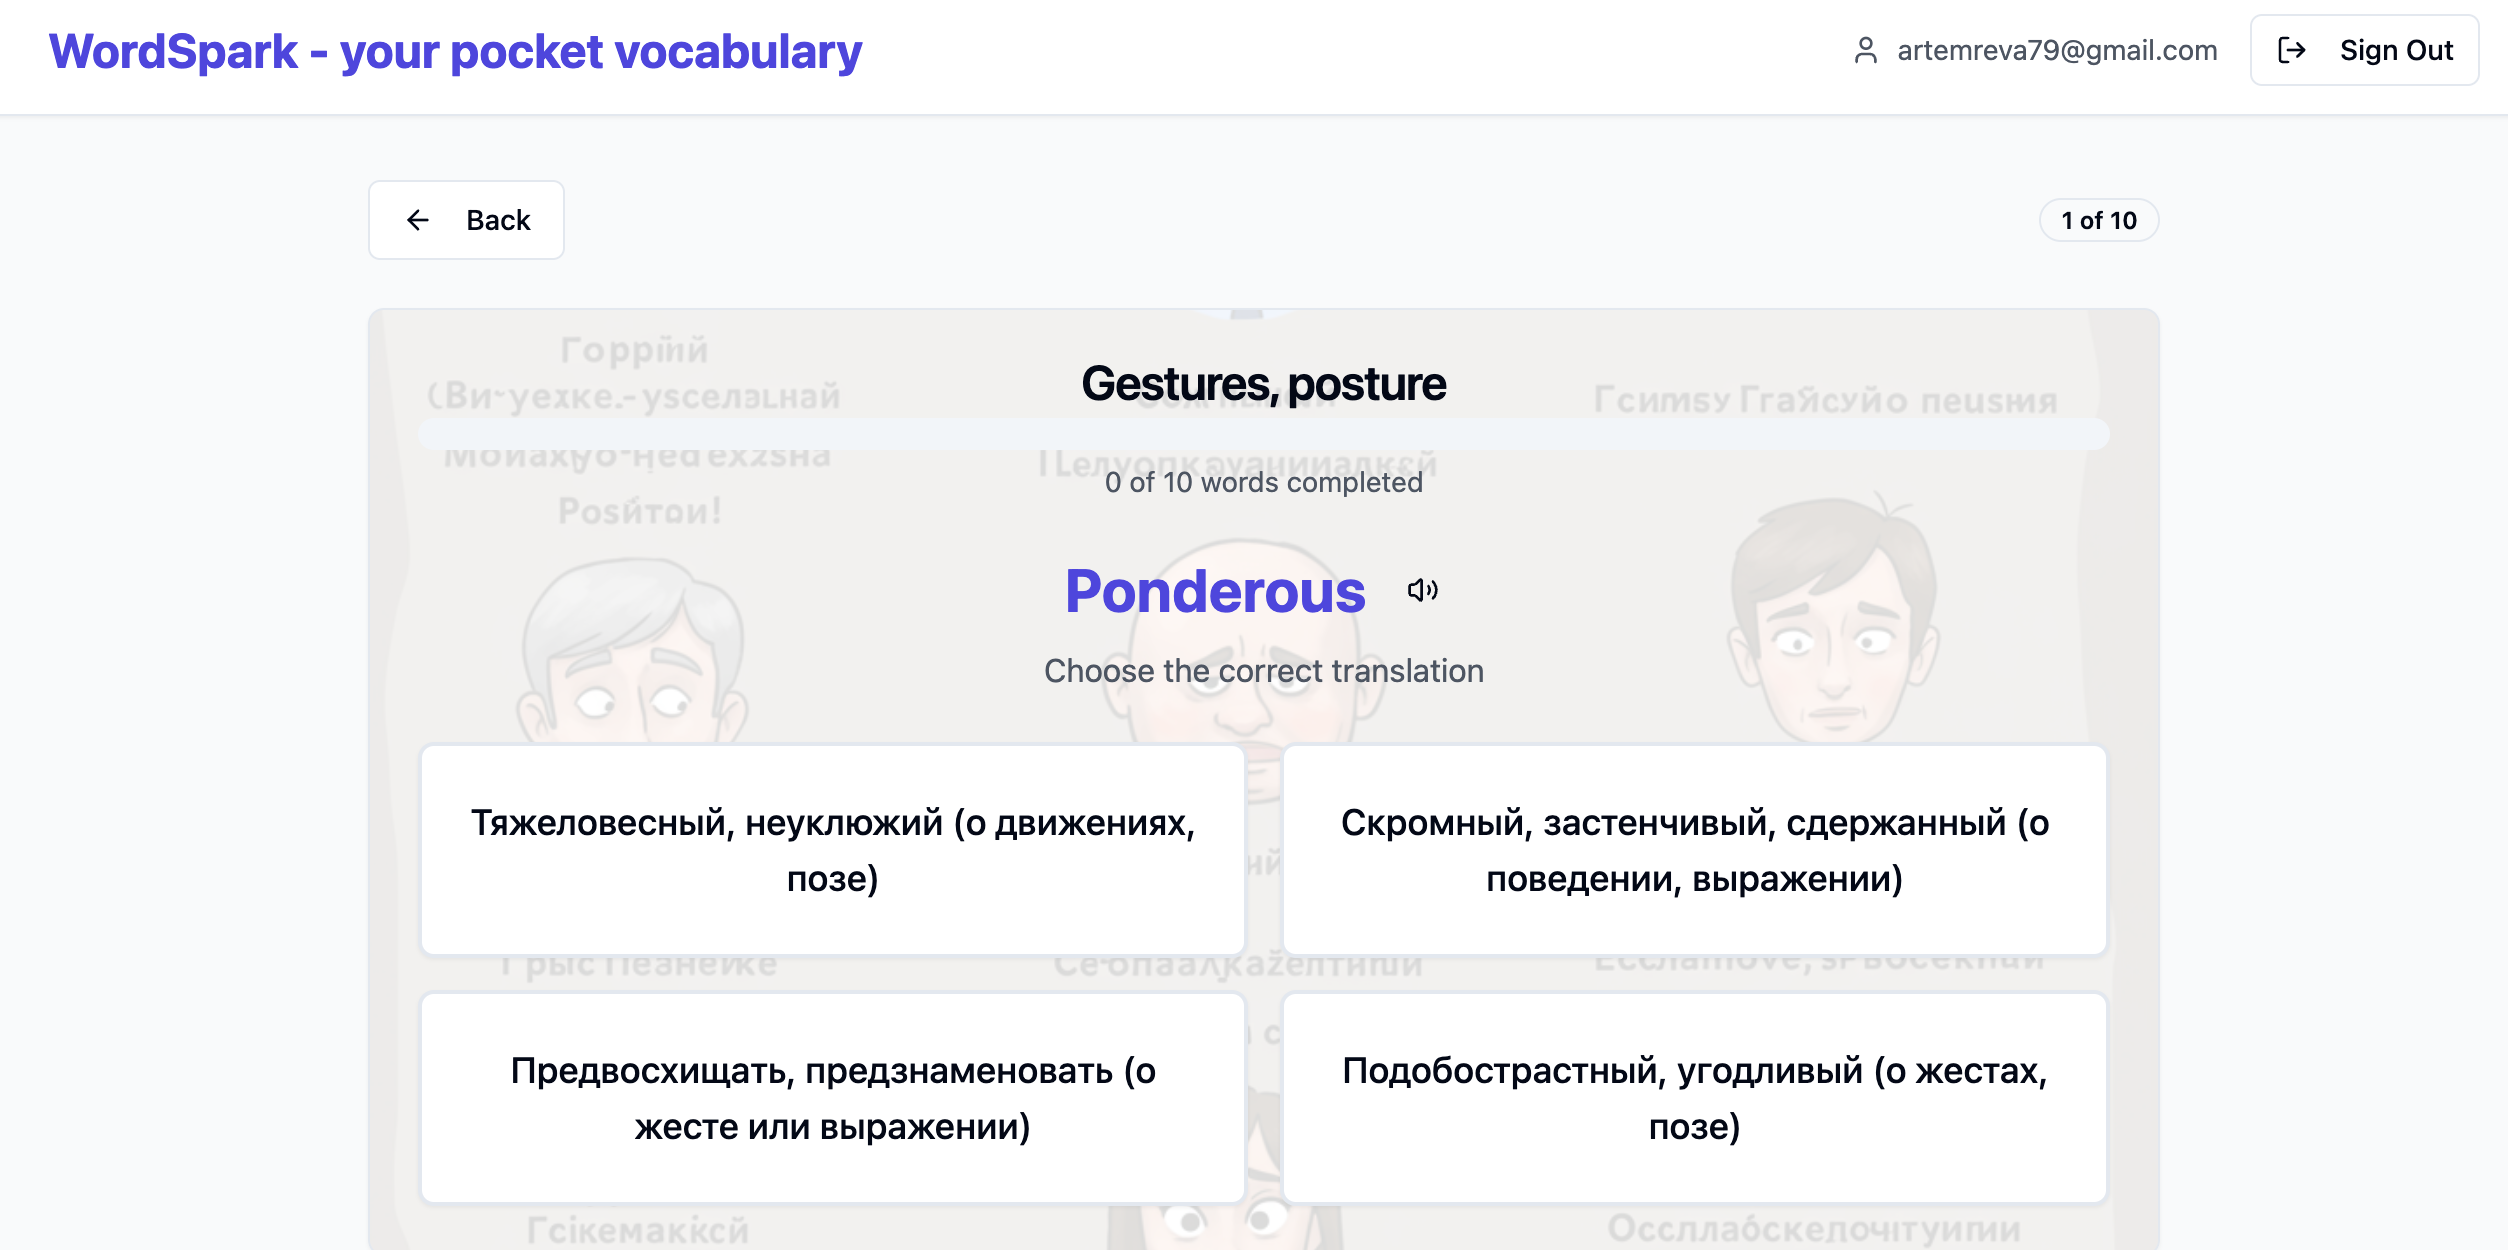 WordSpark - your pocket vocabulary
artemreva79@gmail.com
Sign Out
Back
1 of 10
Gestures, posture
0 of 10 words completed
Ponderous
Choose the correct translation
Тяжеловесный, неуклюжий (о движениях,
позе)
Скромный, застенчивый, сдержанный (о
поведении, выражении)
Предвосхищать, предзнаменовать (о
жесте или выражении)
Подобострастный, угодливый (о жестах,
позе)